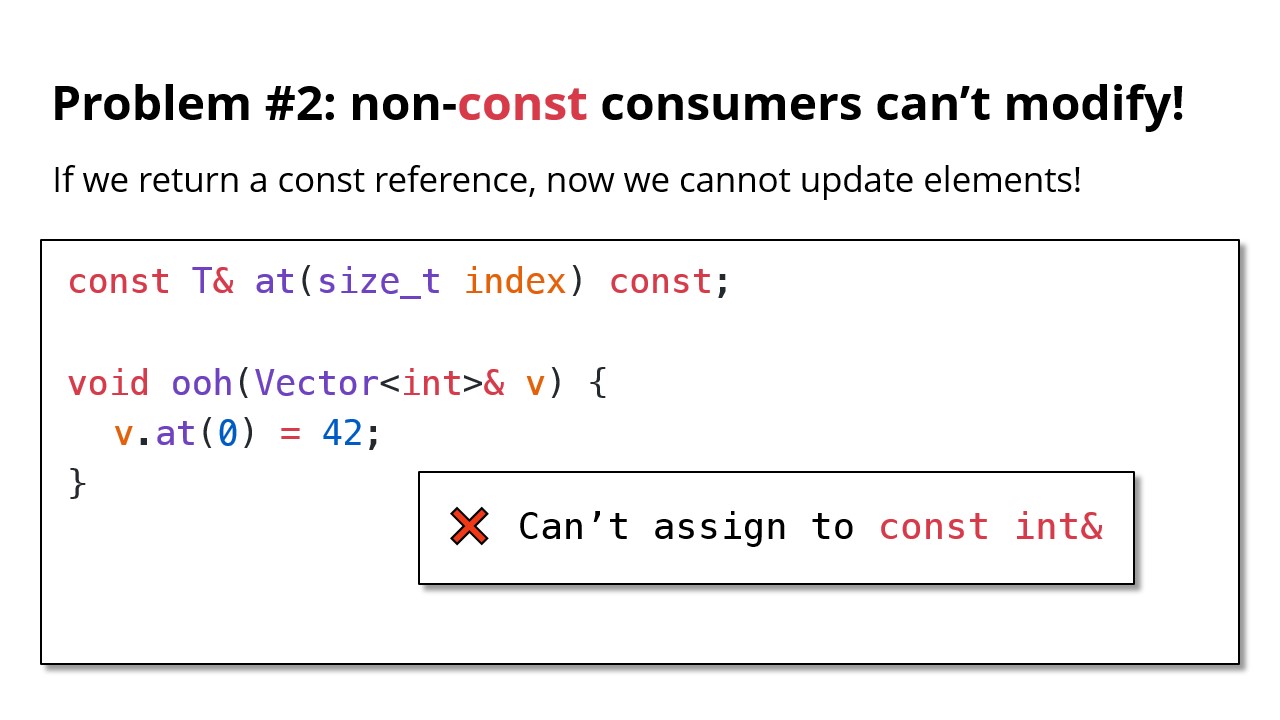 Problem #2: non-const consumers can’t modify!
If we return a const reference, now we cannot update elements!
const T& at(size_t index) const;
void ooh(Vector<int>& v) {
v.at(0) = 42;
}
Can’t assign to const int&